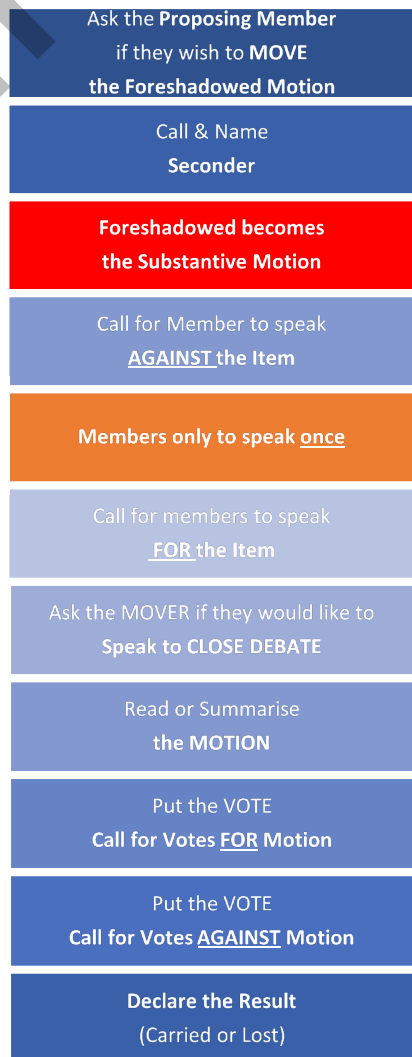 Ask the Proposing Member
if they wish to MOVE
the Foreshadowed Motion
Call & Name
Seconder
Foreshadowed becomes
the Substantive Motion
Call for Member to speak
AGAINST the Item
Members only to speak once
Call for members to speak
FOR the Item
Ask the MOVER if they would like to
Speak to CLOSE DEBATE
Read or Summarise
the MOTION
Put the VOTE
Call for Votes FOR Motion
Put the VOTE
Call for Votes AGAINST Motion
Declare the Result
(Carried or Lost)